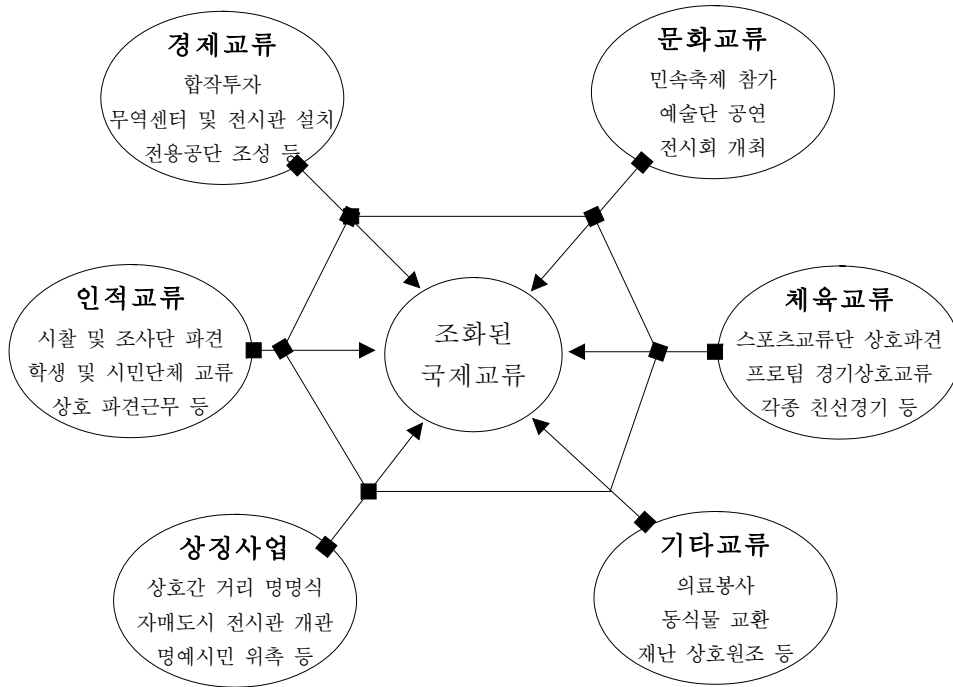 경제교류
합작투자
무역센터 및 전시관 설치
전용공단 조성 등
문화교류
민속축제 참가
예술단 공연
전시회 개최
인적교류
시찰 및 조사단 파견
학생 및 시민단체 교류
상호 파견근무 등
조화된
국제교류
체육교류
스포츠교류단 상호파견
프로팀 경기상호교류
각종 친선경기 등
상징사업
상호간 거리 명명식
자매도시 전시관 개관
명예시민 위촉 등
기타교류
의료봉사
동식물 교환
재난 상호원조 등